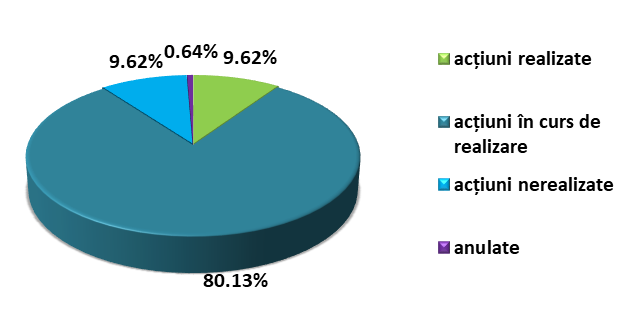 9.62%
0.64%
9.62%
80.13%
acțiuni realizate
acțiuni în curs de
realizare
acțiuni nerealizate
anulate